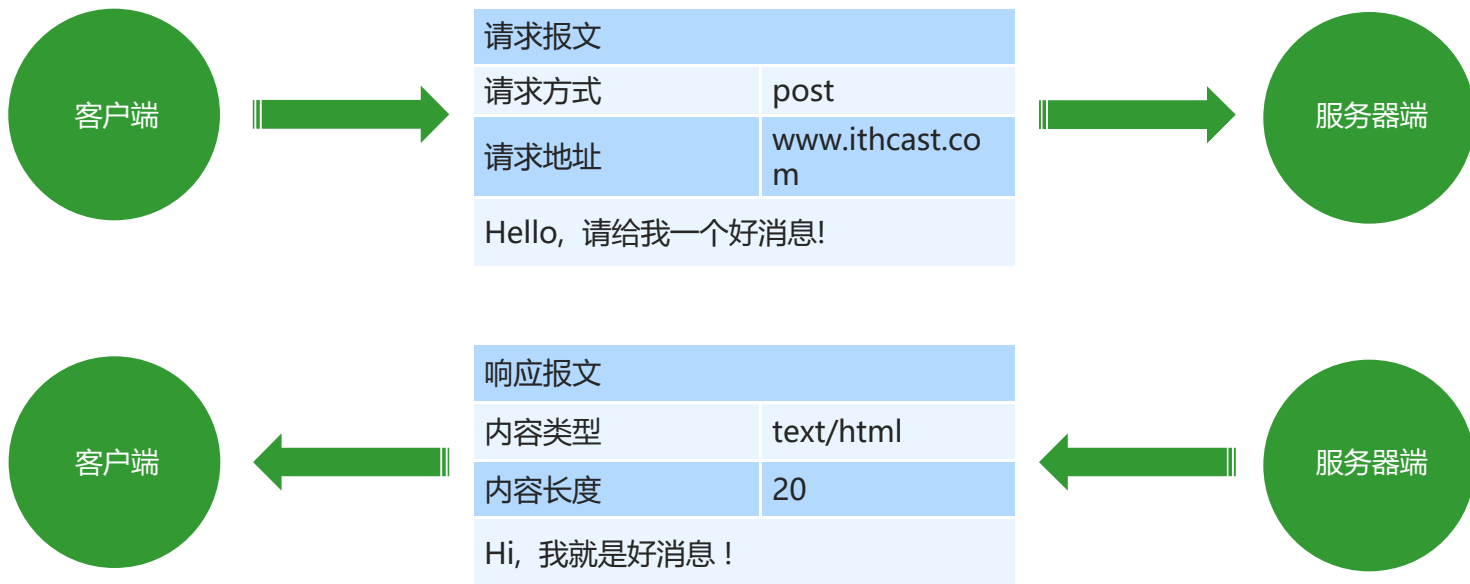 客户端
请求报文
请求方式 post
请求地址 www.ithcast.co
m
Hello, 请给我一个好消息!
服务器端
客户端
响应报文
内容类型 text/html
内容长度 20
Hi, 我就是好消息！
服务器端